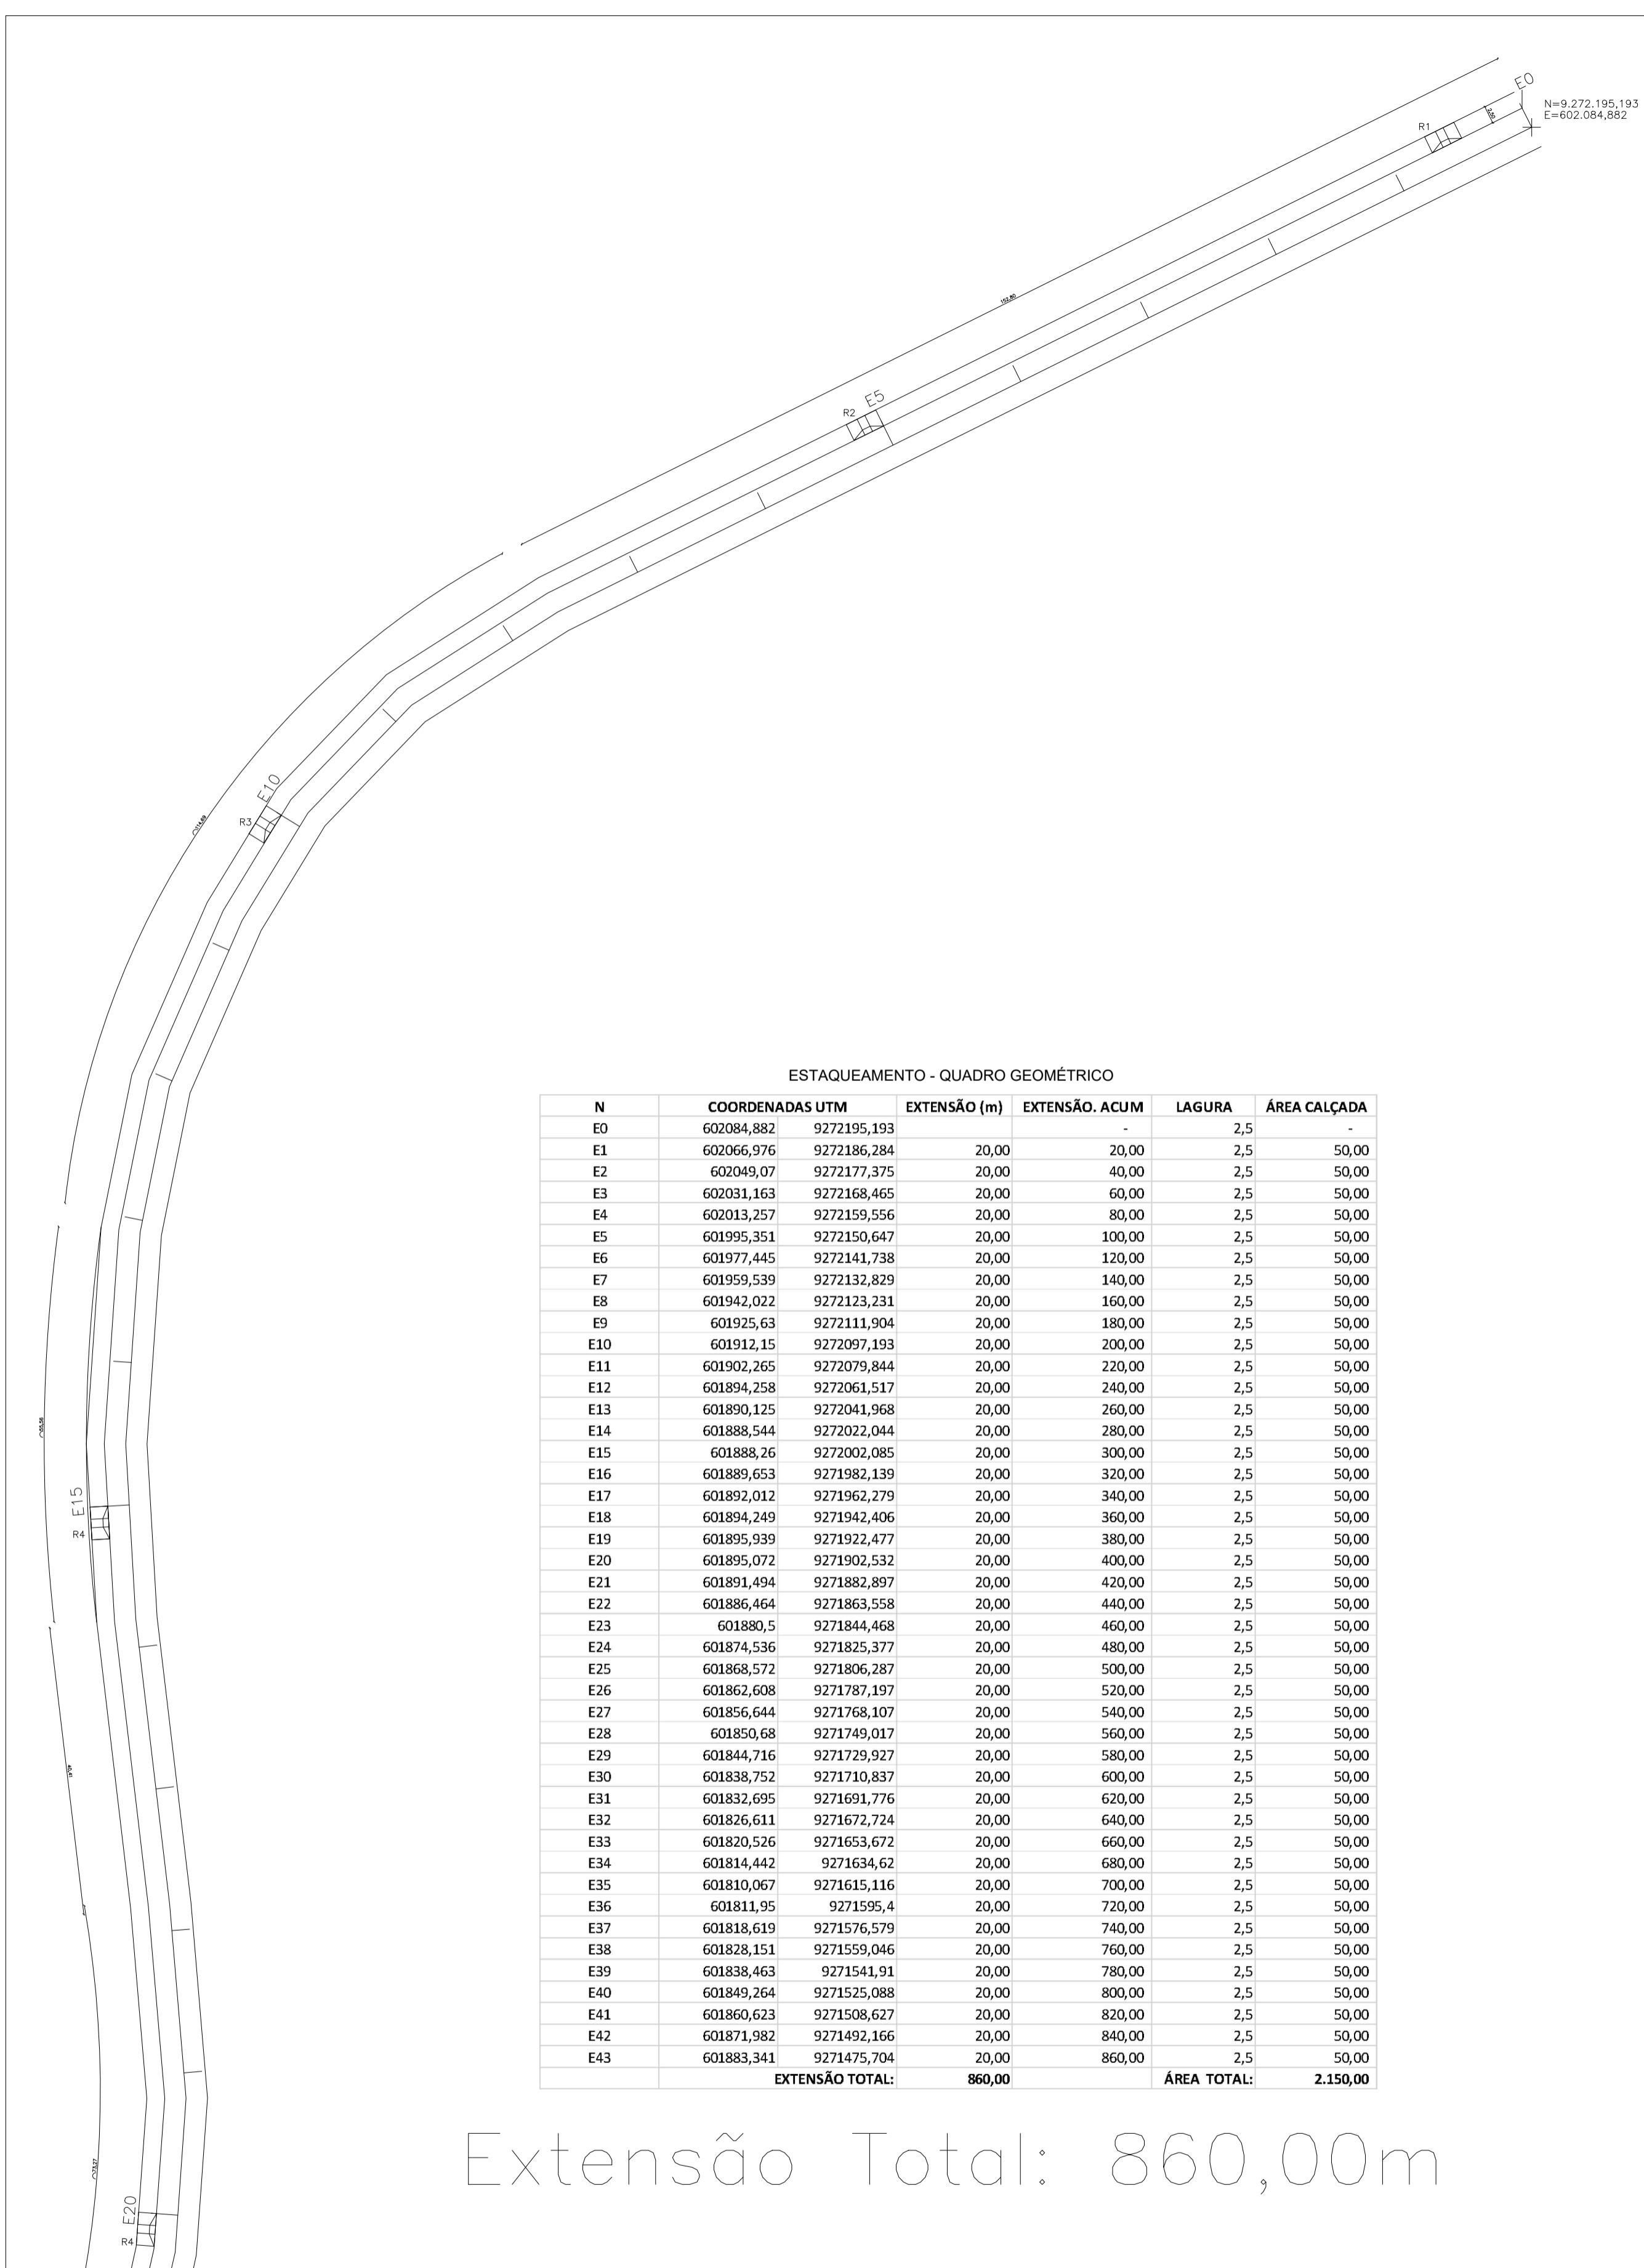 E0
N=9.272.195,193
E=602.084,882
R1
2,50
152,80
E5
R2
E10
R3
E15
R4
ESTAQUEAMENTO - QUADRO GEOMÉTRICO
N COORDENADAS UTM EXTENSÃO (m) EXTENSÃO. ACUM LAGURA ÁREA CALÇADA
E0 602084,882 9272195,193 - 2,5 -
E1 602066,976 9272186,284 20,00 20,00 2,5 50,00
E2 602049,07 9272177,375 20,00 40,00 2,5 50,00
E3 602031,163 9272168,465 20,00 60,00 2,5 50,00
E4 602013,257 9272159,556 20,00 80,00 2,5 50,00
E5 601995,351 9272150,647 20,00 100,00 2,5 50,00
E6 601977,445 9272141,738 20,00 120,00 2,5 50,00
E7 601959,539 9272132,829 20,00 140,00 2,5 50,00
E8 601942,022 9272123,231 20,00 160,00 2,5 50,00
E9 601925,63 9272111,904 20,00 180,00 2,5 50,00
E10 601912,15 9272097,193 20,00 200,00 2,5 50,00
E11 601902,265 9272079,844 20,00 220,00 2,5 50,00
E12 601894,258 9272061,517 20,00 240,00 2,5 50,00
E13 601890,125 9272041,968 20,00 260,00 2,5 50,00
E14 601888,544 9272022,044 20,00 280,00 2,5 50,00
E15 601888,26 9272002,085 20,00 300,00 2,5 50,00
E16 601889,653 9271982,139 20,00 320,00 2,5 50,00
E17 601892,012 9271962,279 20,00 340,00 2,5 50,00
E18 601894,249 9271942,406 20,00 360,00 2,5 50,00
E19 601895,939 9271922,477 20,00 380,00 2,5 50,00
E20 601895,072 9271902,532 20,00 400,00 2,5 50,00
E21 601891,494 9271882,897 20,00 420,00 2,5 50,00
E22 601886,464 9271863,558 20,00 440,00 2,5 50,00
E23 601880,5 9271844,468 20,00 460,00 2,5 50,00
E24 601874,536 9271825,377 20,00 480,00 2,5 50,00
E25 601868,572 9271806,287 20,00 500,00 2,5 50,00
E26 601862,608 9271787,197 20,00 520,00 2,5 50,00
E27 601856,644 9271768,107 20,00 540,00 2,5 50,00
E28 601850,68 9271749,017 20,00 560,00 2,5 50,00
E29 601844,716 9271729,927 20,00 580,00 2,5 50,00
E30 601838,752 9271710,837 20,00 600,00 2,5 50,00
E31 601832,695 9271691,776 20,00 620,00 2,5 50,00
E32 601826,611 9271672,724 20,00 640,00 2,5 50,00
E33 601820,526 9271653,672 20,00 660,00 2,5 50,00
E34 601814,442 9271634,62 20,00 680,00 2,5 50,00
E35 601810,067 9271615,116 20,00 700,00 2,5 50,00
E36 601811,95 9271595,4 20,00 720,00 2,5 50,00
E37 601818,619 9271576,579 20,00 740,00 2,5 50,00
E38 601828,151 9271559,046 20,00 760,00 2,5 50,00
E39 601838,463 9271541,91 20,00 780,00 2,5 50,00
E40 601849,264 9271525,088 20,00 800,00 2,5 50,00
E41 601860,623 9271508,627 20,00 820,00 2,5 50,00
E42 601871,982 9271492,166 20,00 840,00 2,5 50,00
E43 601883,341 9271475,704 20,00 860,00 2,5 50,00
EXTENSÃO TOTAL: 860,00 ÁREA TOTAL: 2.150,00
Extensão Total: 860,00m
E20
R4